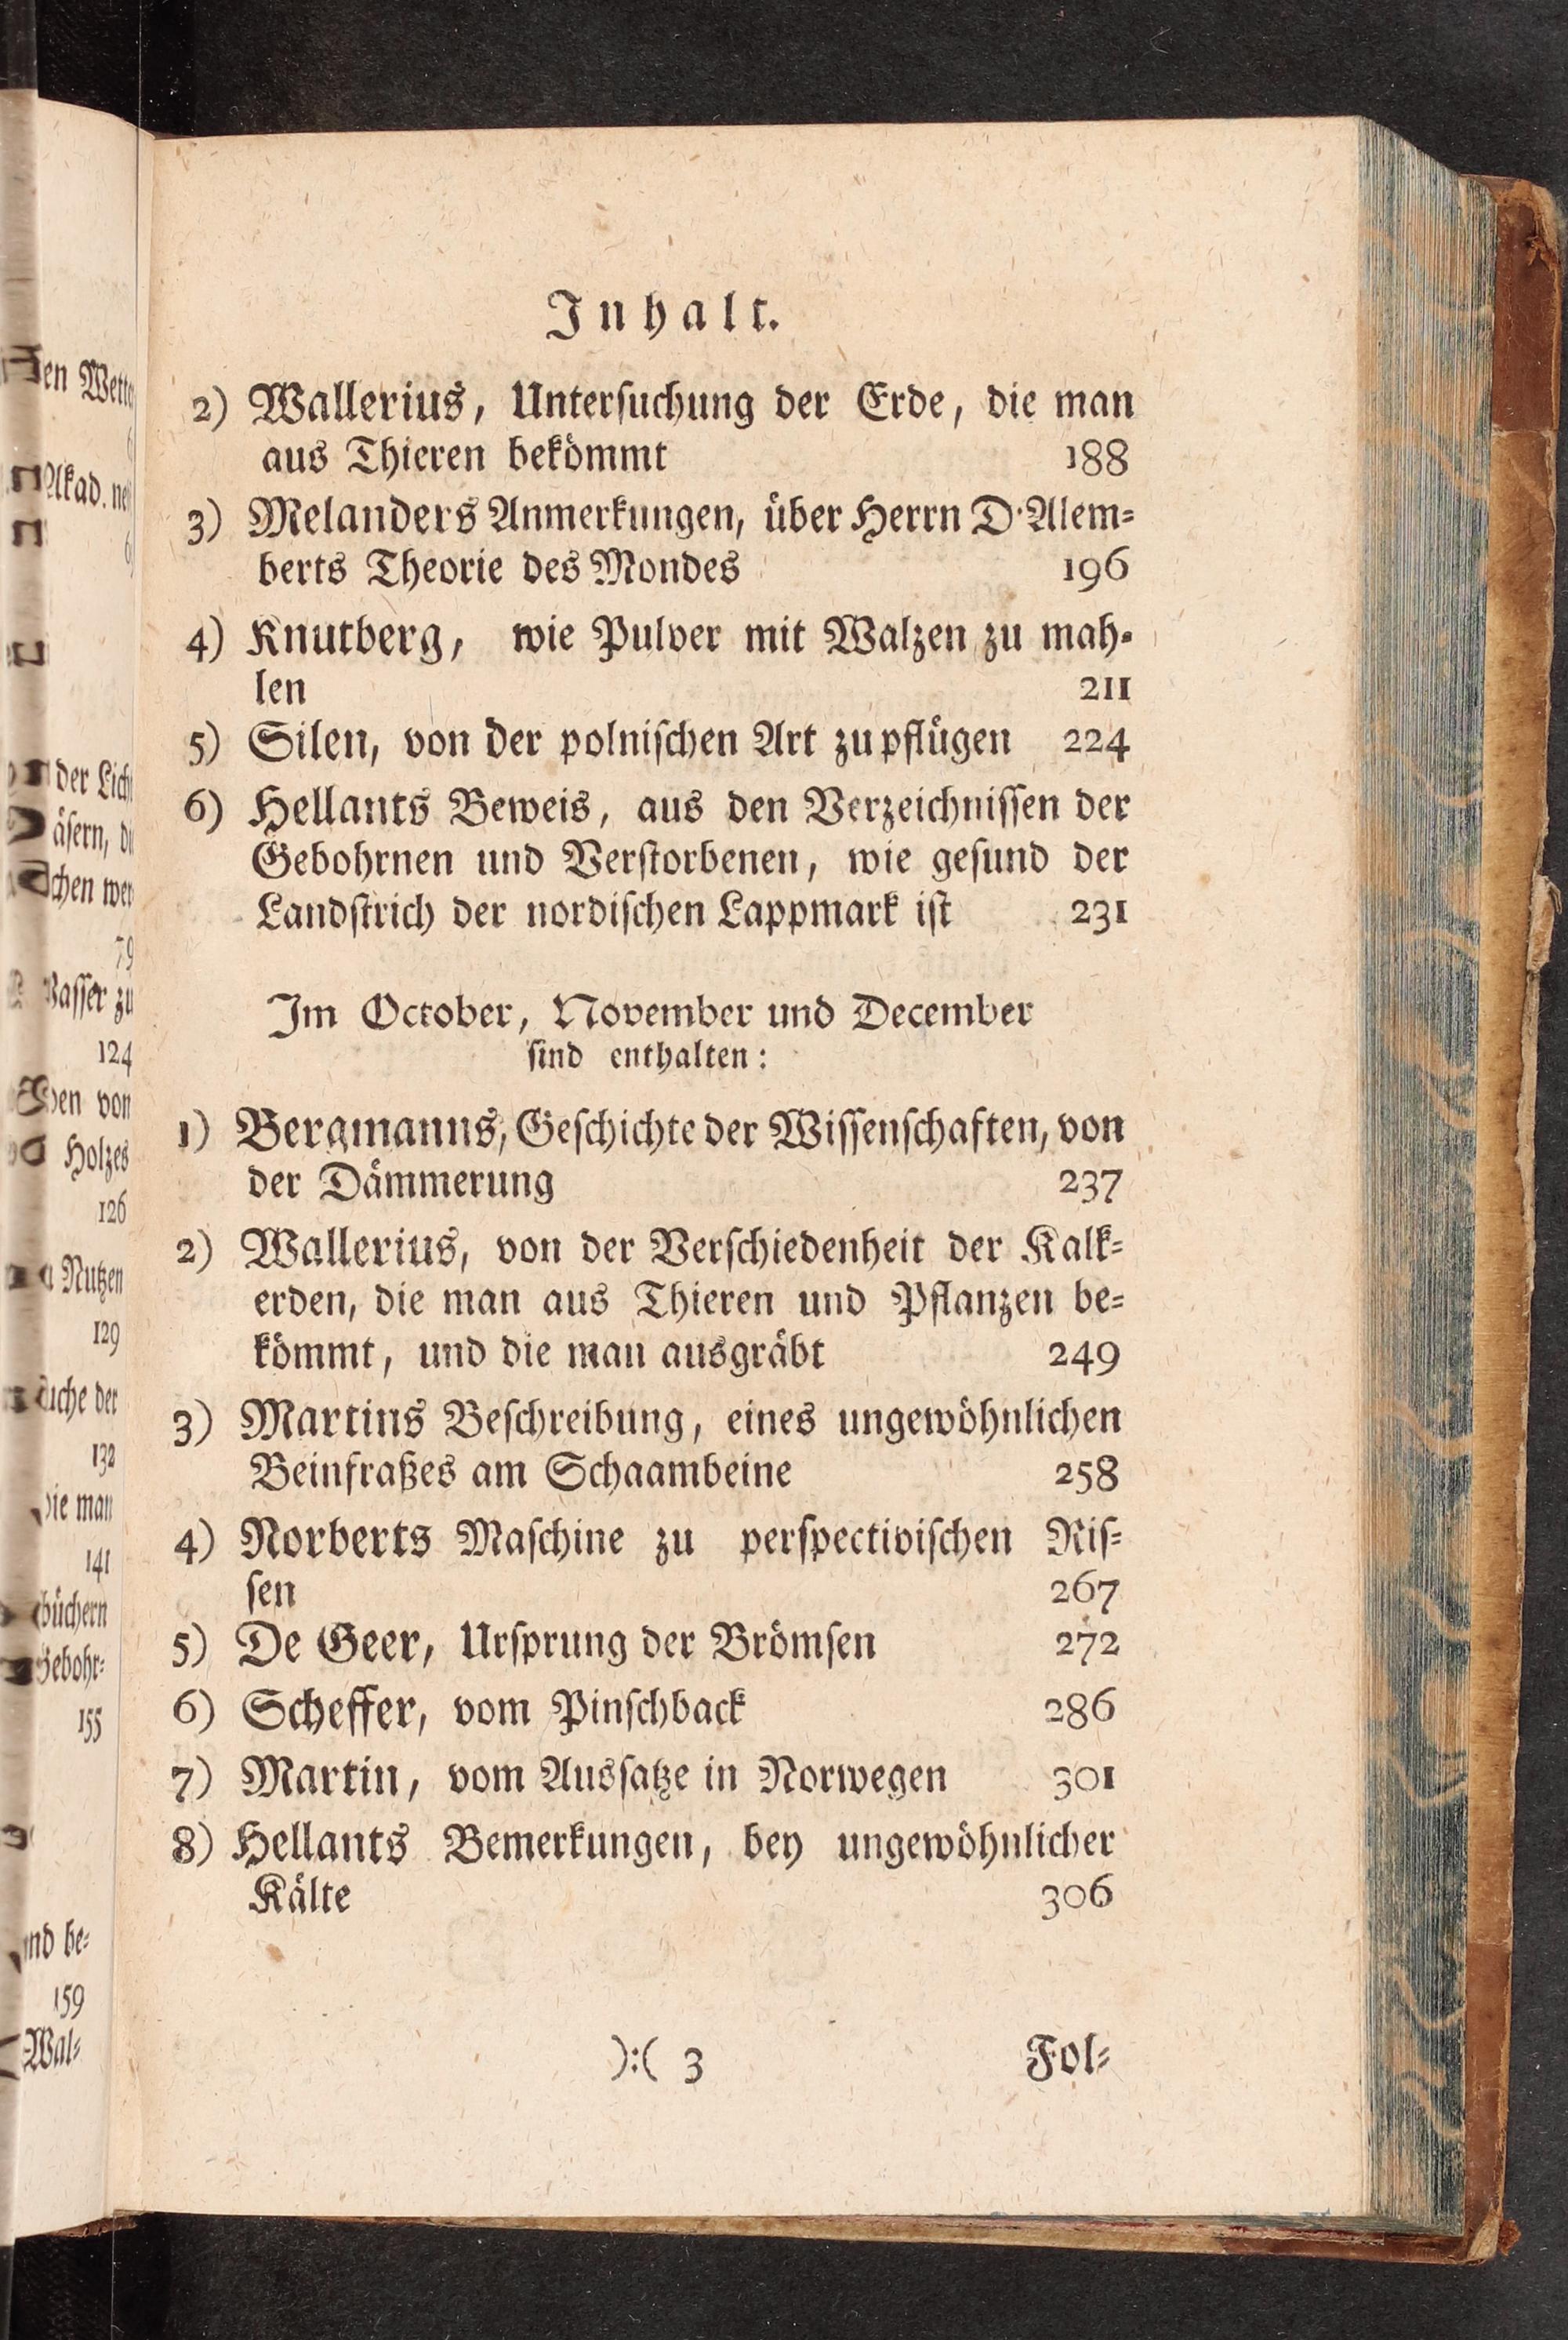 Inhalt.
2) Wallerius, Untersuchung der Erde, die man
aus Thieren bekömmt 188
3) Melanders Anmerkungen, über Herrn D'Alem-
berts Theorie des Mondes 196
4) Knutberg, wie Pulver mit Walzen zu mah-
len 211
5) Silen, von der polnischen Art zu pflügen 224
6) Hellants Beweis, aus den Verzeichnissen der
Gebohrnen und Verstorbenen, wie gesund der
Landstrich der nordischen Lappmark ist 231
Im October, November und December
sind enthalten:
1) Bergmanns, Geschichte der Wissenschaften, von
der Dämmerung 237
2) Wallerius, von der Verschiedenheit der Kalk-
erden, die man aus Thieren und Pflanzen be-
kömmt, und die man ausgräbt 249
3) Martins Beschreibung, eines ungewöhnlichen
Beinfraßes am Schaambeine 258
4) Norberts Maschine zu perspectivischen Ris-
sen 267
5) De Geer, Ursprung der Brömsen 272
6) Scheffer, vom Pinschback 286
7) Martin, vom Aussatze in Norwegen 301
8) Hellants Bemerkungen, bey ungewöhnlicher
Kälte 306
):( 3 Fol-